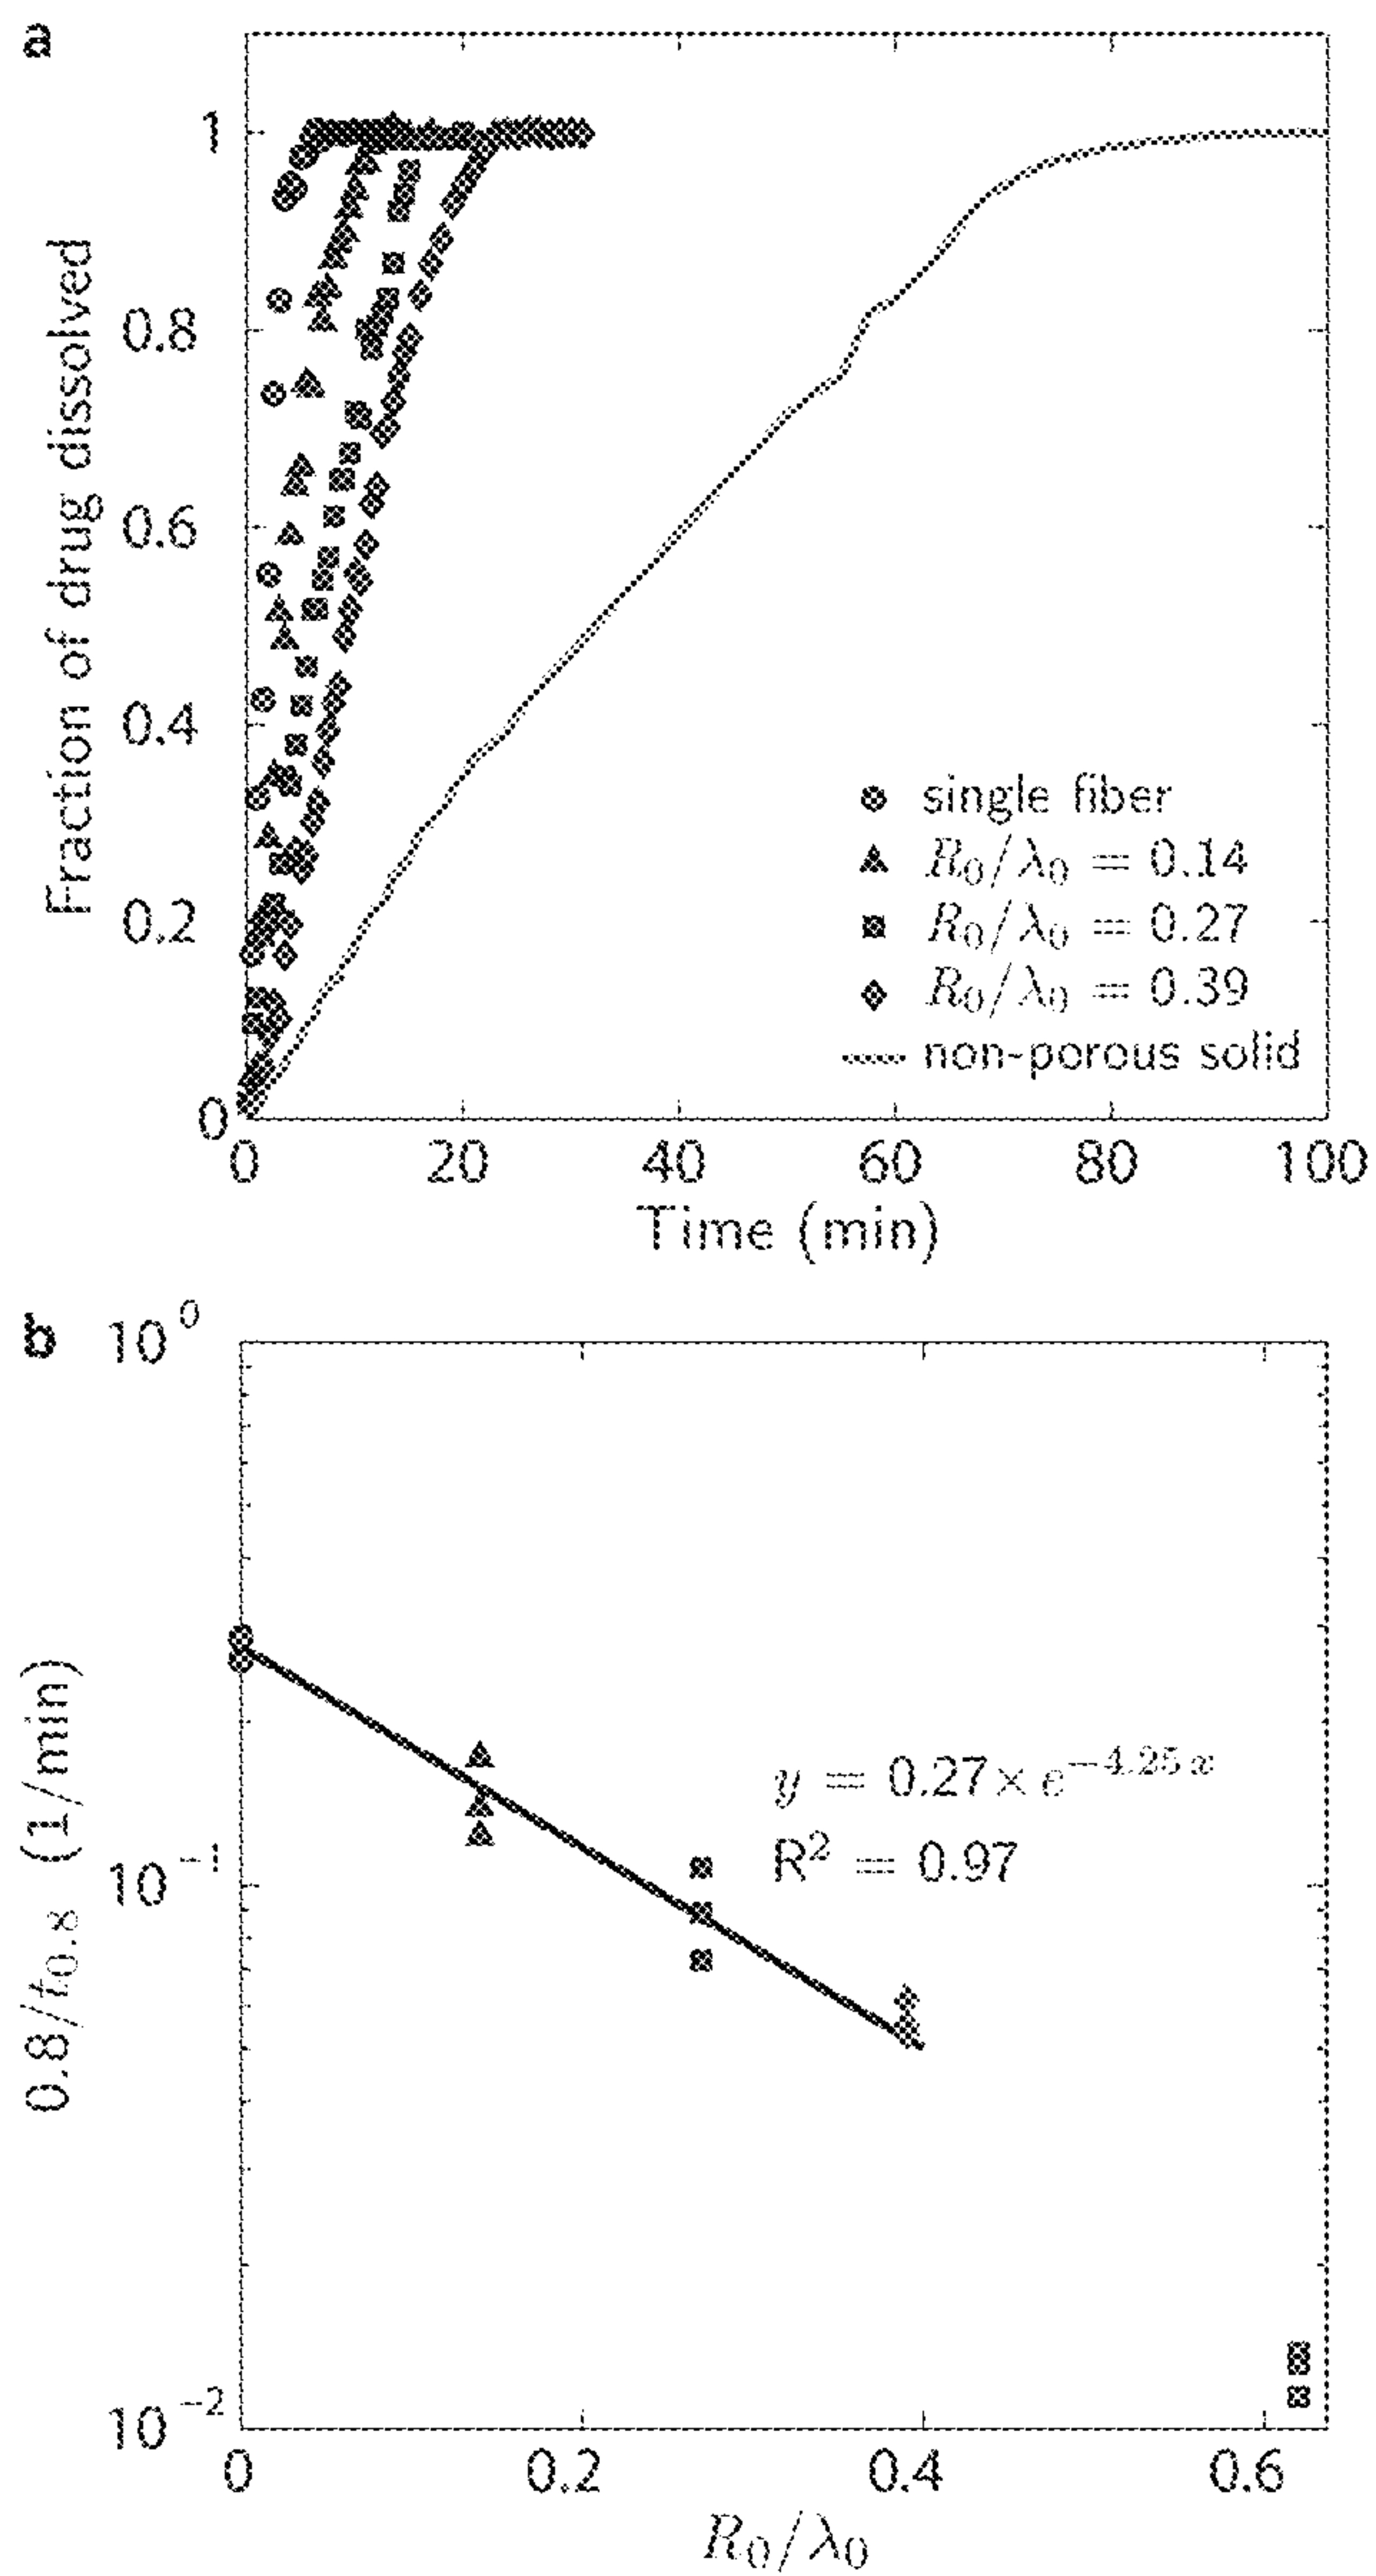 a
1
0.8
0.6
0.4
0.2
0
Fraction of drug dissolved
single fiber
R₀/λ₀ = 0.14
R₀/λ₀ = 0.27
R₀/λ₀ = 0.39
non-porous solid
0 20 40 60 80 100
Time (min)
b
10⁰
10⁻¹
10⁻²
0.8/t₀.₈ (1/min)
y = 0.27× e⁻⁴·²⁵ ˣ
R² = 0.97
0 0.2 0.4 0.6
R₀/λ₀